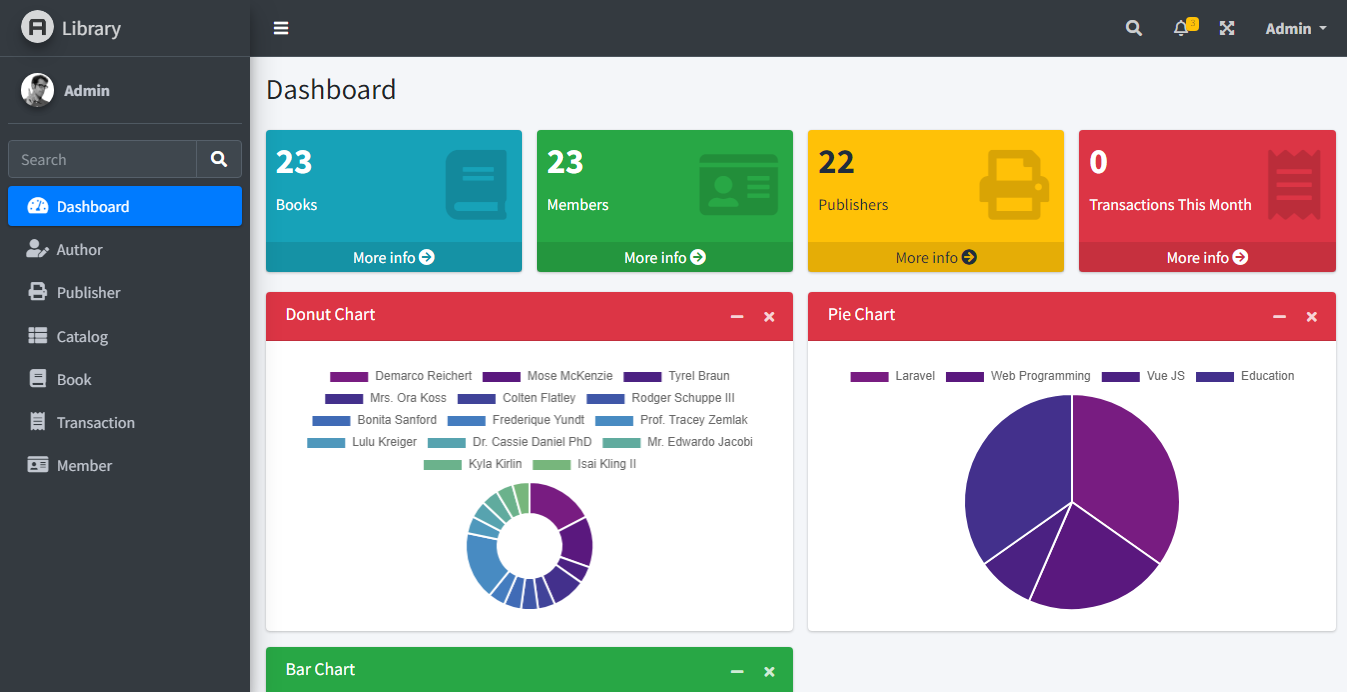 Library
3
Admin
Admin
Search
Dashboard
Author
Publisher
Catalog
Book
Transaction
Member
Dashboard
23
Books
More info
23
Members
More info
22
Publishers
More info
0
Transactions This Month
More info
Donut Chart
Demarco Reichert Mose McKenzie Tyrel Braun
Mrs. Ora Koss Colten Flatley Rodger Schuppe III
Bonita Sanford Frederique Yundt Prof. Tracey Zemlak
Lulu Kreiger Dr. Cassie Daniel PhD Mr. Edwardo Jacobi
Kyla Kirlin Isai Kling II
Pie Chart
Laravel Web Programming Vue JS Education
Bar Chart